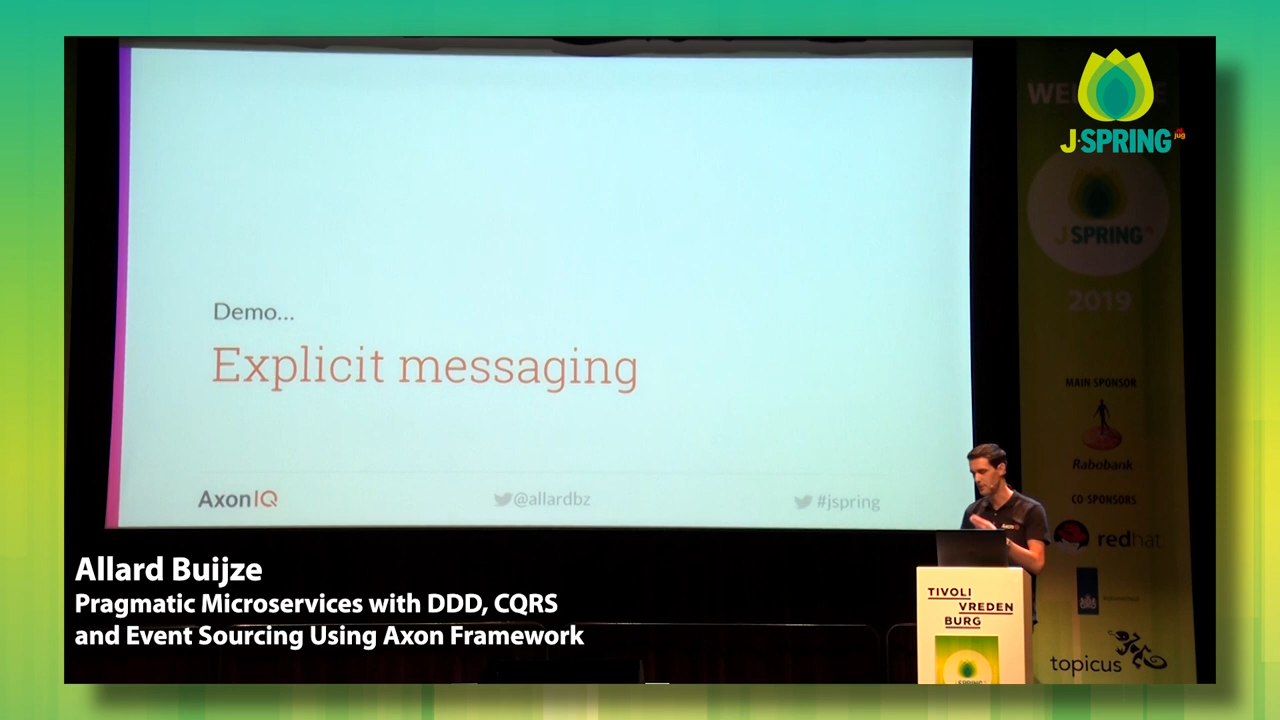 Demo...
Explicit messaging
AxonIQ
@allardbz
#jspring
J·SPRING
nl
jug
J SPRING
2019
MAIN SPONSOR
Rabobank
CO-SPONSORS
redhat
topicus
TIVOLI
VREDEN
BURG
Allard Buijze
Pragmatic Microservices with DDD, CQRS
and Event Sourcing Using Axon Framework